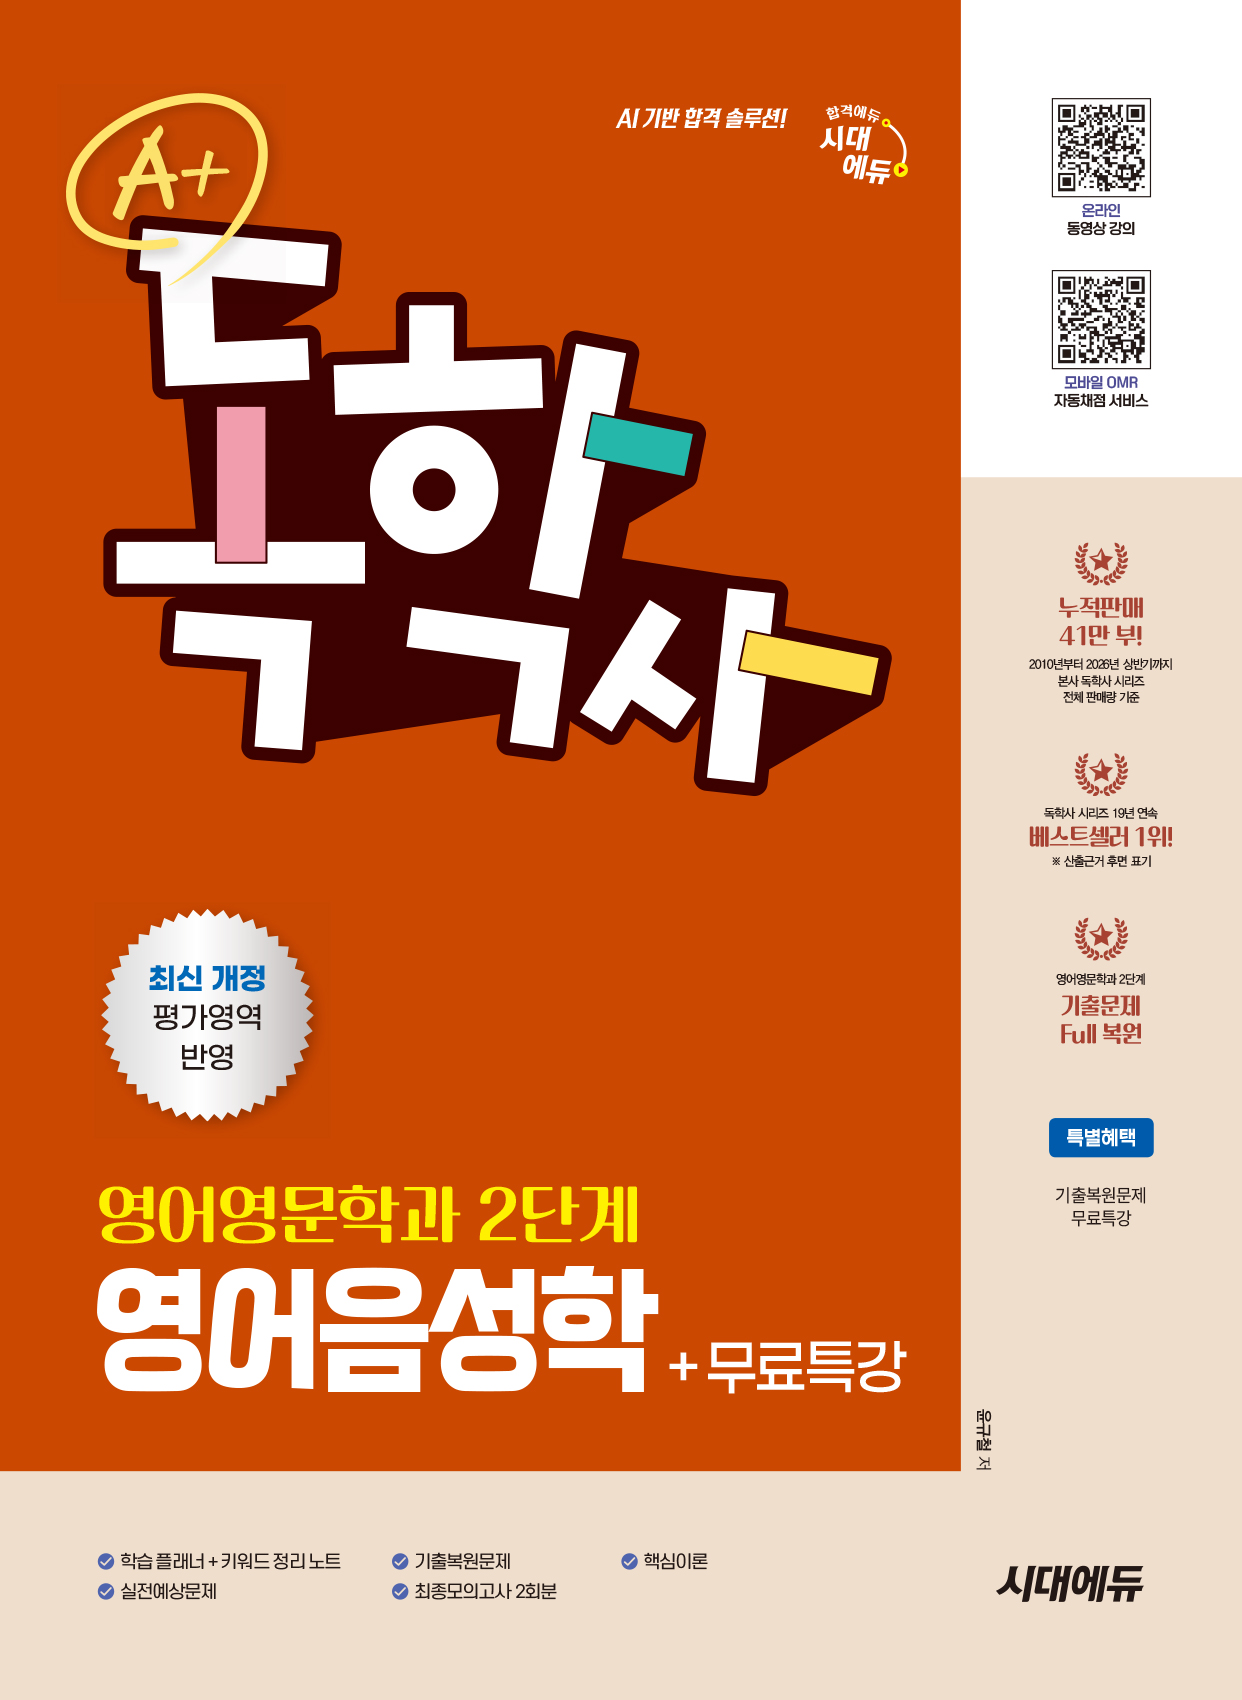 AI 기반 합격 솔루션!
합격에듀
시대
에듀
A+
독학사
온라인
동영상 강의
모바일 OMR
자동채점 서비스
누적판매
41만 부!
2010년부터 2026년 상반기까지
본사 독학사 시리즈
전체 판매량 기준
독학사 시리즈 19년 연속
베스트셀러 1위!
※ 산출근거 후면 표기
영어영문학과 2단계
기출문제
Full 복원
특별혜택
기출복원문제
무료특강
최신 개정
평가영역
반영
영어영문학과 2단계
영어음성학 + 무료특강
윤규철 저
학습 플래너 + 키워드 정리 노트
기출복원문제
핵심이론
실전예상문제
최종모의고사 2회분
시대에듀